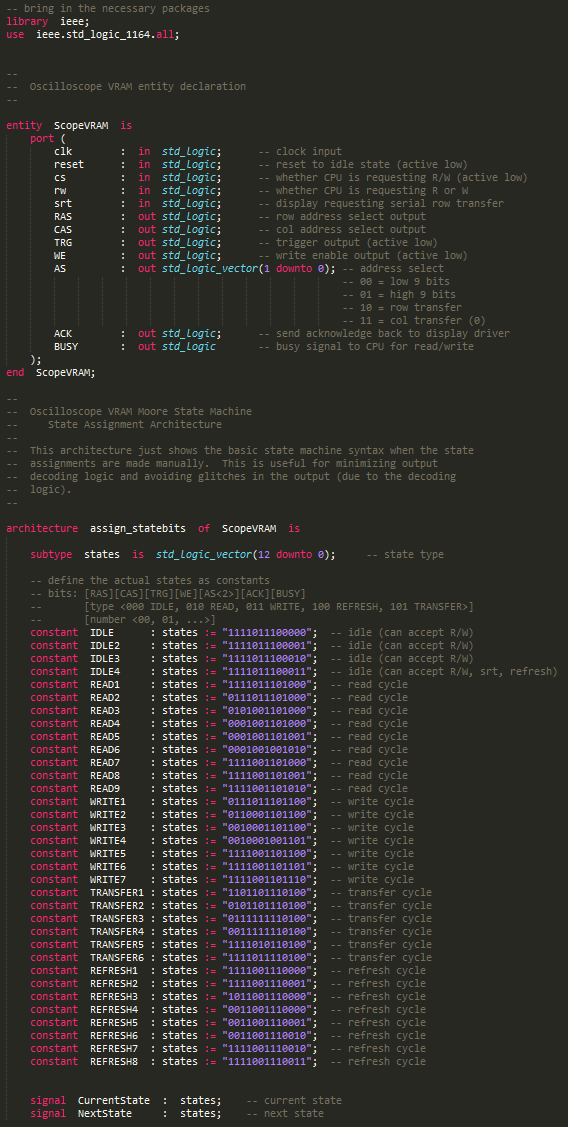 -- bring in the necessary packages
library  ieee;
use  ieee.std_logic_1164.all;
--
--  Oscilloscope VRAM entity declaration
--
entity  ScopeVRAM  is
    port (
        clk        :  in  std_logic;      -- clock input
        reset      :  in  std_logic;      -- reset to idle state (active low)
        cs         :  in  std_logic;      -- whether CPU is requesting R/W (active low)
        rw         :  in  std_logic;      -- whether CPU is requesting R or W
        srt        :  in  std_logic;      -- display requesting serial row transfer
        RAS        :  out std_logic;      -- row address select output
        CAS        :  out std_logic;      -- col address select output
        TRG        :  out std_logic;      -- trigger output (active low)
        WE         :  out std_logic;      -- write enable output (active low)
        AS         :  out std_logic_vector(1 downto 0); -- address select
                                                        -- 00 = low 9 bits
                                                        -- 01 = high 9 bits
                                                        -- 10 = row transfer
                                                        -- 11 = col transfer (0)
        ACK        :  out std_logic;      -- send acknowledge back to display driver
        BUSY       :  out std_logic       -- busy signal to CPU for read/write
    );
end  ScopeVRAM;
--
--  Oscilloscope VRAM Moore State Machine
--     State Assignment Architecture
--
--  This architecture just shows the basic state machine syntax when the state
--  assignments are made manually.  This is useful for minimizing output
--  decoding logic and avoiding glitches in the output (due to the decoding
--  logic).
--
architecture  assign_statebits  of  ScopeVRAM  is
    subtype  states  is  std_logic_vector(12 downto 0);     -- state type
    -- define the actual states as constants
    -- bits: [RAS][CAS][TRG][WE][AS<2>][ACK][BUSY]
    --       [type <000 IDLE, 010 READ, 011 WRITE, 100 REFRESH, 101 TRANSFER>]
    --       [number <00, 01, ...>]
    constant  IDLE      : states := "1111011100000";  -- idle (can accept R/W)
    constant  IDLE2     : states := "1111011100001";  -- idle (can accept R/W)
    constant  IDLE3     : states := "1111011100010";  -- idle (can accept R/W)
    constant  IDLE4     : states := "1111011100011";  -- idle (can accept R/W, srt, refresh)
    constant  READ1     : states := "1111011101000";  -- read cycle
    constant  READ2     : states := "0111011101000";  -- read cycle
    constant  READ3     : states := "0101001101000";  -- read cycle
    constant  READ4     : states := "0001001101000";  -- read cycle
    constant  READ5     : states := "0001001101001";  -- read cycle
    constant  READ6     : states := "0001001001010";  -- read cycle
    constant  READ7     : states := "1111001101000";  -- read cycle
    constant  READ8     : states := "1111001101001";  -- read cycle
    constant  READ9     : states := "1111001101010";  -- read cycle
    constant  WRITE1    : states := "0111011101100";  -- write cycle
    constant  WRITE2    : states := "0110001101100";  -- write cycle
    constant  WRITE3    : states := "0010001101100";  -- write cycle
    constant  WRITE4    : states := "0010001001101";  -- write cycle
    constant  WRITE5    : states := "1111001101100";  -- write cycle
    constant  WRITE6    : states := "1111001101101";  -- write cycle
    constant  WRITE7    : states := "1111001101110";  -- write cycle
    constant  TRANSFER1 : states := "1101101110100";  -- transfer cycle
    constant  TRANSFER2 : states := "0101101110100";  -- transfer cycle
    constant  TRANSFER3 : states := "0111111110100";  -- transfer cycle
    constant  TRANSFER4 : states := "0011111110100";  -- transfer cycle
    constant  TRANSFER5 : states := "1111010110100";  -- transfer cycle
    constant  TRANSFER6 : states := "1111011110100";  -- transfer cycle
    constant  REFRESH1  : states := "1111001110000";  -- refresh cycle
    constant  REFRESH2  : states := "1111001110001";  -- refresh cycle
    constant  REFRESH3  : states := "1011001110000";  -- refresh cycle
    constant  REFRESH4  : states := "0011001110000";  -- refresh cycle
    constant  REFRESH5  : states := "0011001110001";  -- refresh cycle
    constant  REFRESH6  : states := "0011001110010";  -- refresh cycle
    constant  REFRESH7  : states := "1111001110010";  -- refresh cycle
    constant  REFRESH8  : states := "1111001110011";  -- refresh cycle
    signal  CurrentState  :  states;    -- current state
    signal  NextState     :  states;    -- next state